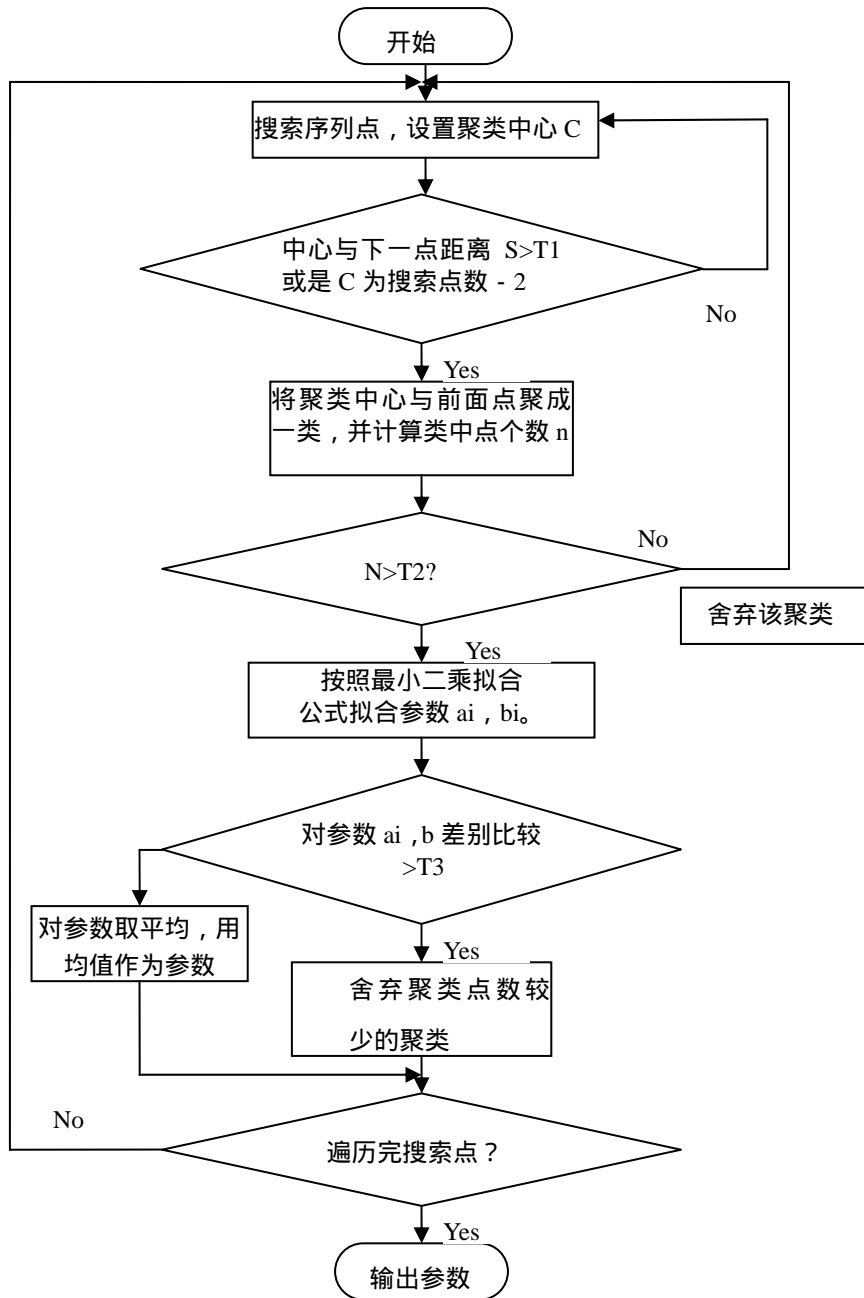 开始
搜索序列点，设置聚类中心 C
中心与下一点距离 S>T1
或是 C 为搜索点数 - 2
No
Yes
将聚类中心与前面点聚成
一类，并计算类中点个数 n
No
N>T2?
舍弃该聚类
Yes
按照最小二乘拟合
公式拟合参数 ai，bi。
对参数 ai ,b 差别比较
>T3
对参数取平均，用
均值作为参数
Yes
舍弃聚类点数较
少的聚类
No
遍历完搜索点？
Yes
输出参数